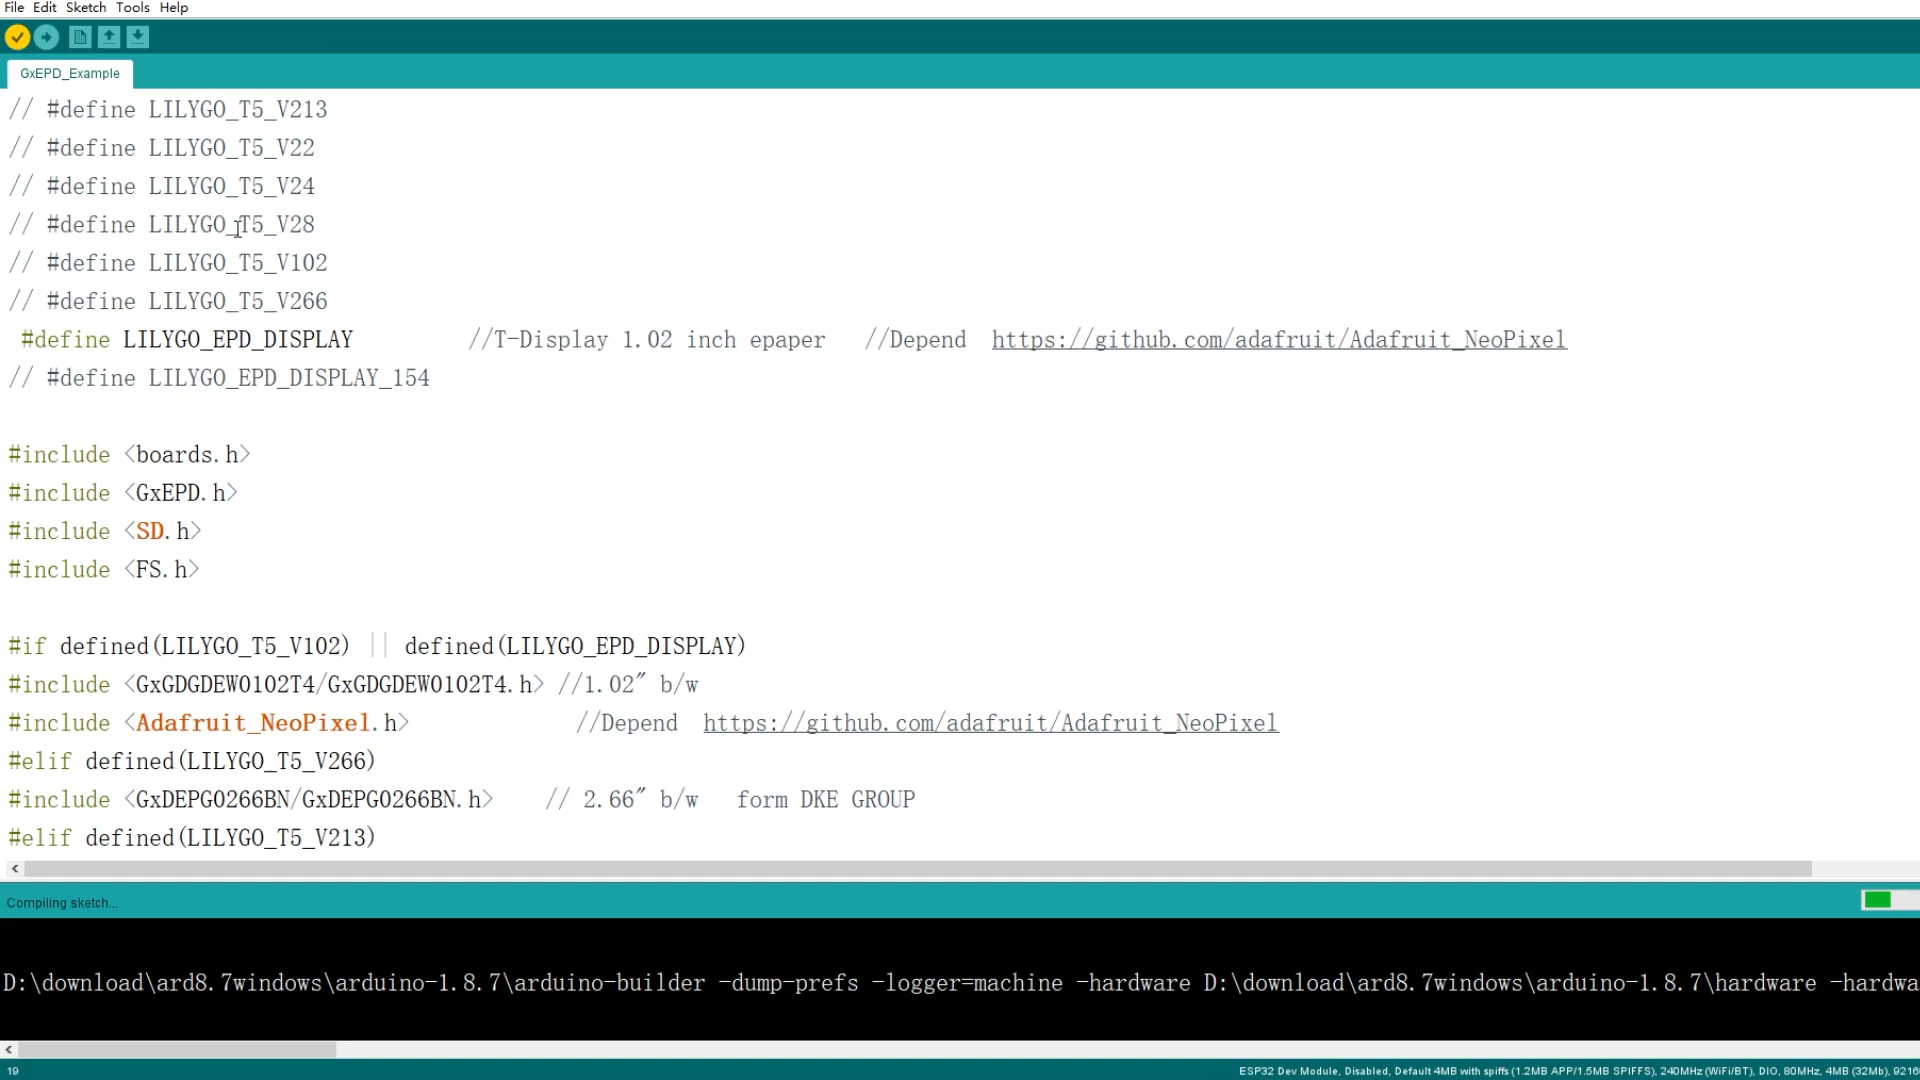 File Edit Sketch Tools Help
GxEPD_Example
// #define LILYGO_T5_V213
// #define LILYGO_T5_V22
// #define LILYGO_T5_V24
// #define LILYGO_T5_V28
// #define LILYGO_T5_V102
// #define LILYGO_T5_V266
#define LILYGO_EPD_DISPLAY //T-Display 1.02 inch epaper //Depend https://github.com/adafruit/Adafruit_NeoPixel
// #define LILYGO_EPD_DISPLAY_154
#include <boards.h>
#include <GxEPD.h>
#include <SD.h>
#include <FS.h>
#if defined(LILYGO_T5_V102) || defined(LILYGO_EPD_DISPLAY)
#include <GxGDGDEW0102T4/GxGDGDEW0102T4.h> //1.02" b/w
#include <Adafruit_NeoPixel.h> //Depend https://github.com/adafruit/Adafruit_NeoPixel
#elif defined(LILYGO_T5_V266)
#include <GxDEPG0266BN/GxDEPG0266BN.h> // 2.66" b/w form DKE GROUP
#elif defined(LILYGO_T5_V213)
Compiling sketch...
D:\download\ard8.7windows\arduino-1.8.7\arduino-builder -dump-prefs -logger=machine -hardware D:\download\ard8.7windows\arduino-1.8.7\hardware -hardwa
19
ESP32 Dev Module, Disabled, Default 4MB with spiffs (1.2MB APP/1.5MB SPIFFS), 240MHz (WiFi/BT), DIO, 80MHz, 4MB (32Mb), 9216